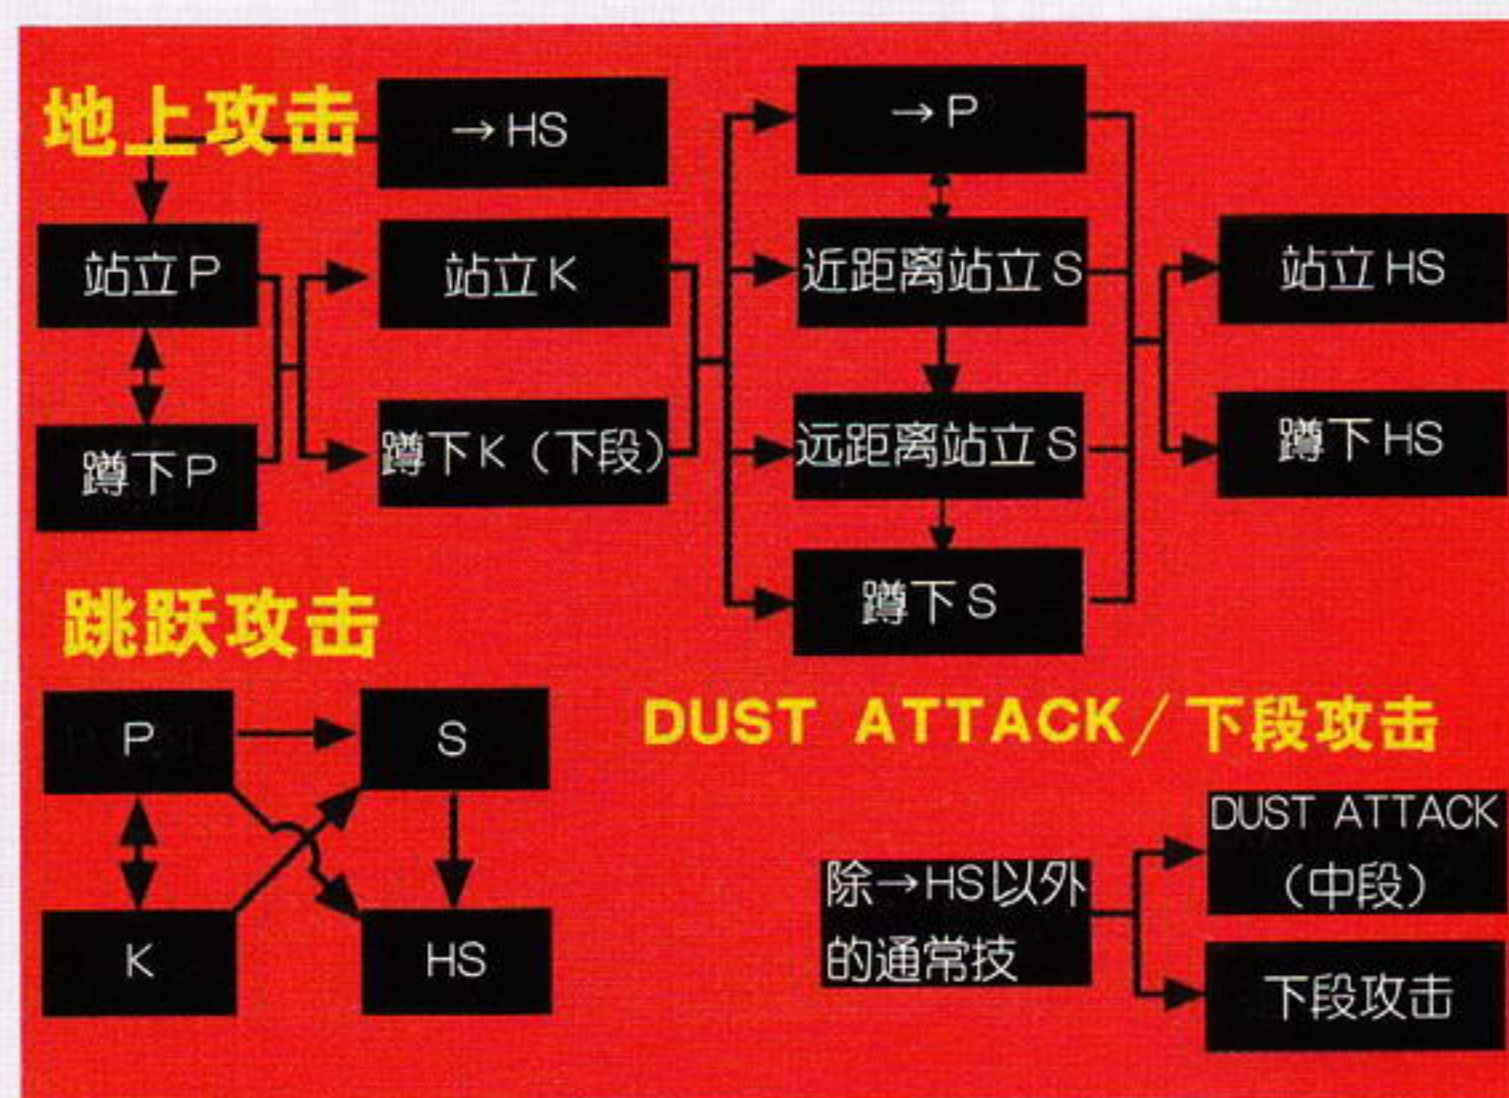 地上攻击
→HS
→P
站立P
站立K
近距离站立S
站立HS
蹲下P
蹲下K(下段)
远距离站立S
蹲下HS
蹲下S
跳跃攻击
P
S
K
HS
DUST ATTACK/下段攻击
除→HS以外
的通常技
DUST ATTACK
(中段)
下段攻击